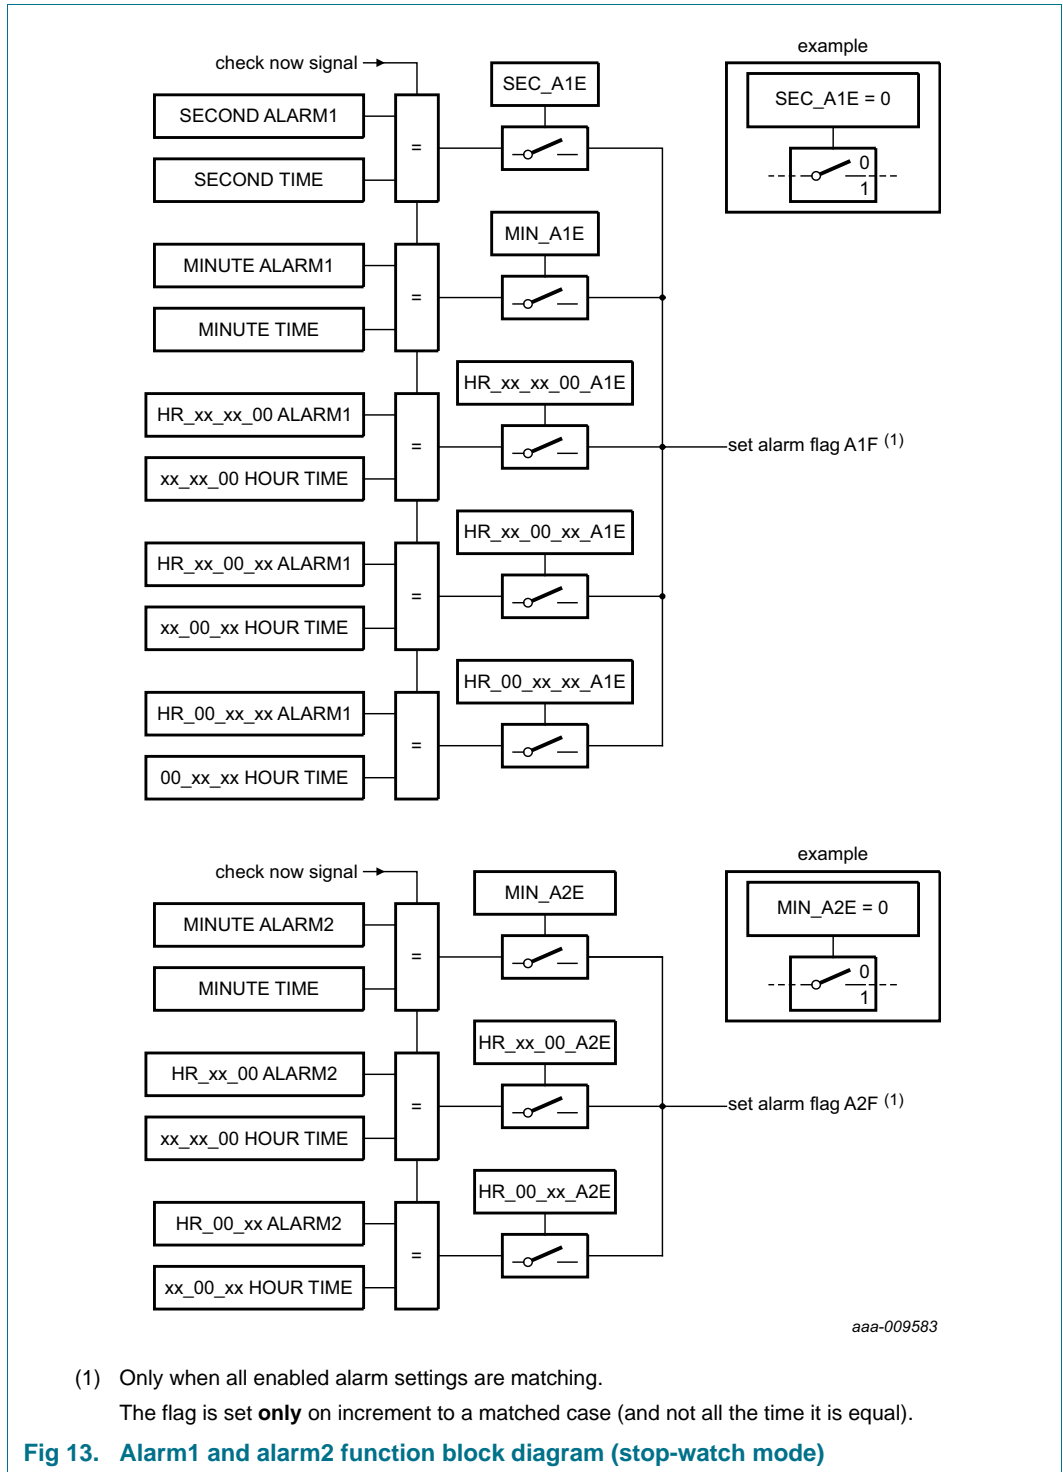 example
check now signal
SEC_A1E
SEC_A1E = 0
SECOND ALARM1
=
0
1
SECOND TIME
MIN_A1E
MINUTE ALARM1
=
MINUTE TIME
HR_xx_xx_00_A1E
HR_xx_xx_00 ALARM1
=
set alarm flag A1F (1)
xx_xx_00 HOUR TIME
HR_xx_00_xx_A1E
HR_xx_00_xx ALARM1
=
xx_00_xx HOUR TIME
HR_00_xx_xx_A1E
HR_00_xx_xx ALARM1
=
00_xx_xx HOUR TIME
example
check now signal
MIN_A2E
MIN_A2E = 0
MINUTE ALARM2
=
0
1
MINUTE TIME
HR_xx_00_A2E
HR_xx_00 ALARM2
=
set alarm flag A2F (1)
xx_xx_00 HOUR TIME
HR_00_xx_A2E
HR_00_xx ALARM2
=
xx_00_xx HOUR TIME
aaa-009583
(1) Only when all enabled alarm settings are matching.
The flag is set only on increment to a matched case (and not all the time it is equal).
Fig 13. Alarm1 and alarm2 function block diagram (stop-watch mode)